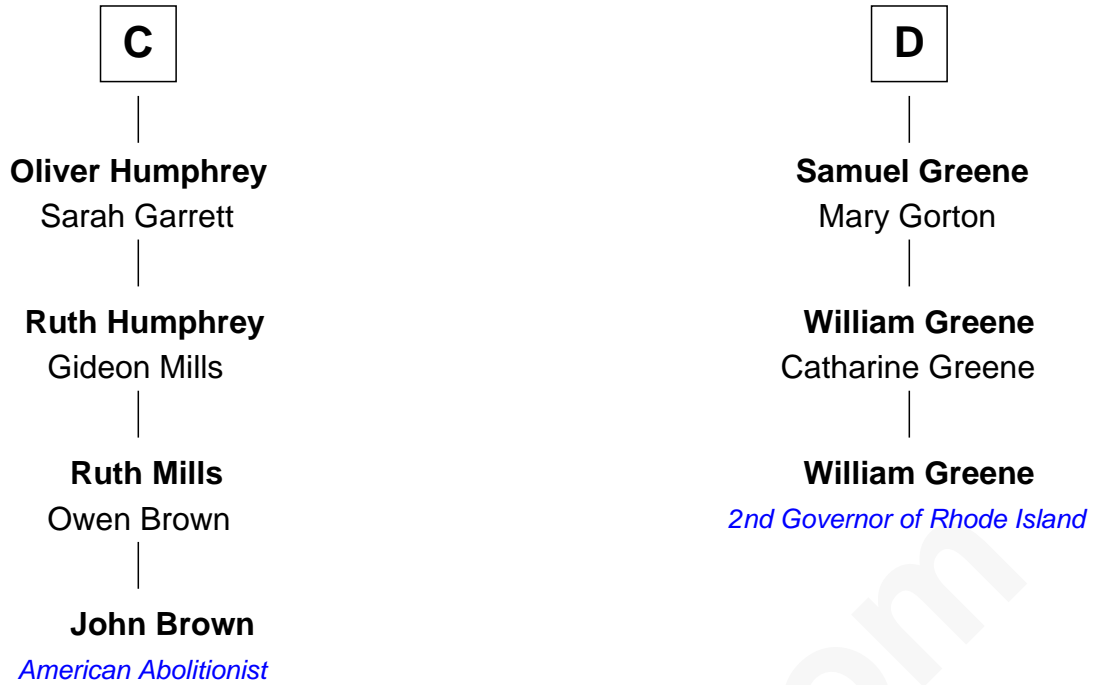 C
Oliver Humphrey
Sarah Garrett
Ruth Humphrey
Gideon Mills
Ruth Mills
Owen Brown
John Brown
American Abolitionist
D
Samuel Greene
Mary Gorton
William Greene
Catharine Greene
William Greene
2nd Governor of Rhode Island
om